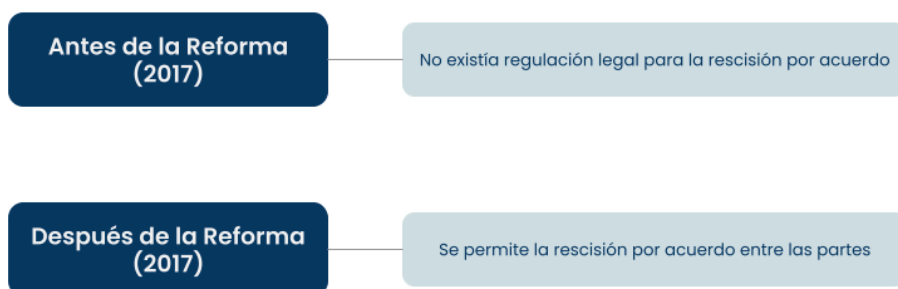 Antes de la Reforma
(2017)
No existía regulación legal para la rescisión por acuerdo
Después de la Reforma
(2017)
Se permite la rescisión por acuerdo entre las partes